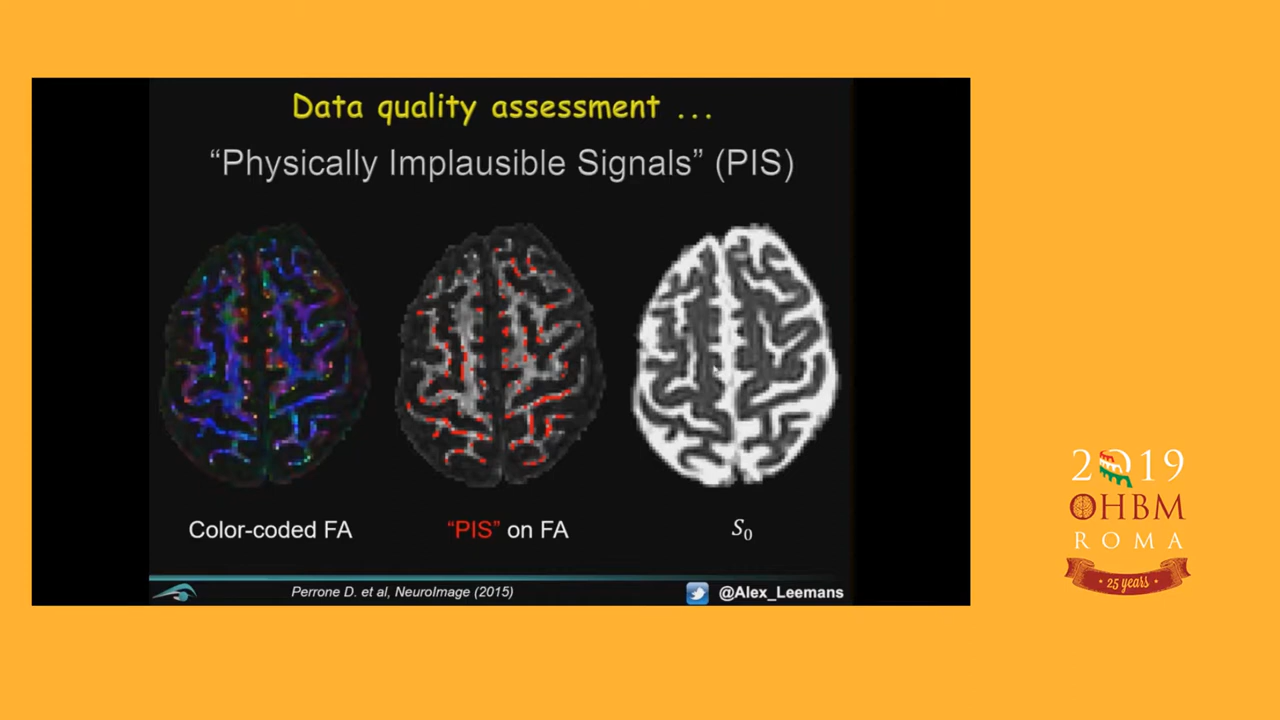 Data quality assessment ...
“Physically Implausible Signals” (PIS)
Color-coded FA
“PIS” on FA
S₀
Perrone D. et al, NeuroImage (2015)
@Alex_Leemans
2019
OHBM
ROMA
• 25 years •